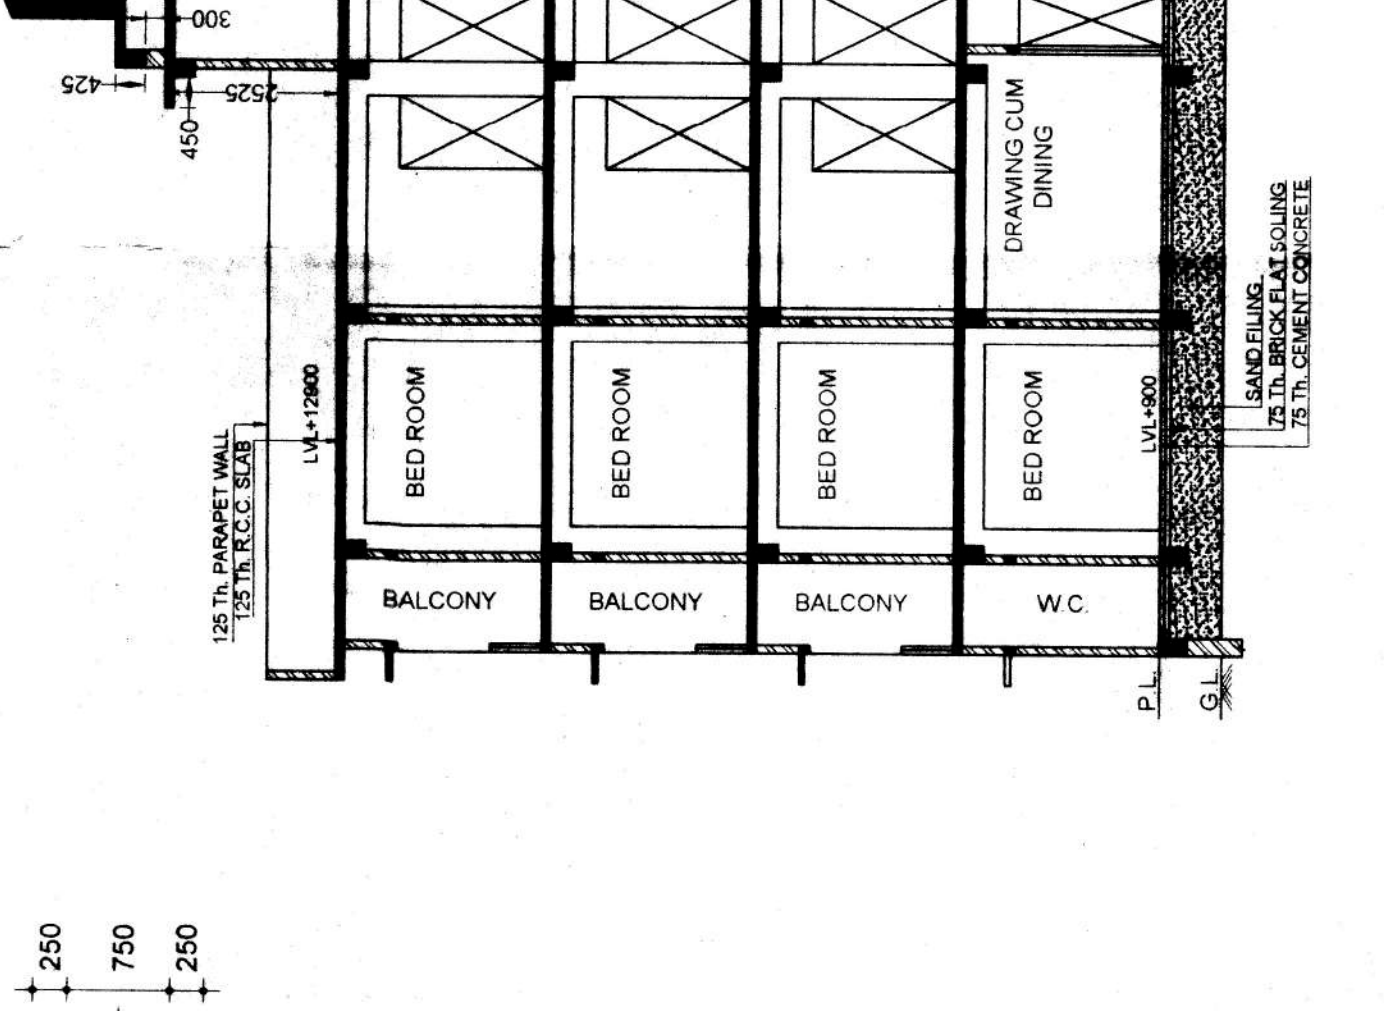 300
425
2525
450
DRAWING CUM
DINING
SAND FILING
75 Th. BRICK FLAT SOLING
75 Th. CEMENT CONCRETE
125 Th. PARAPET WALL
125 Th. R.C.C. SLAB
LVL+12900
BED ROOM
BED ROOM
BED ROOM
BED ROOM
LVL+900
BALCONY
BALCONY
BALCONY
W.C.
P.L.
G.L.
250
750
250